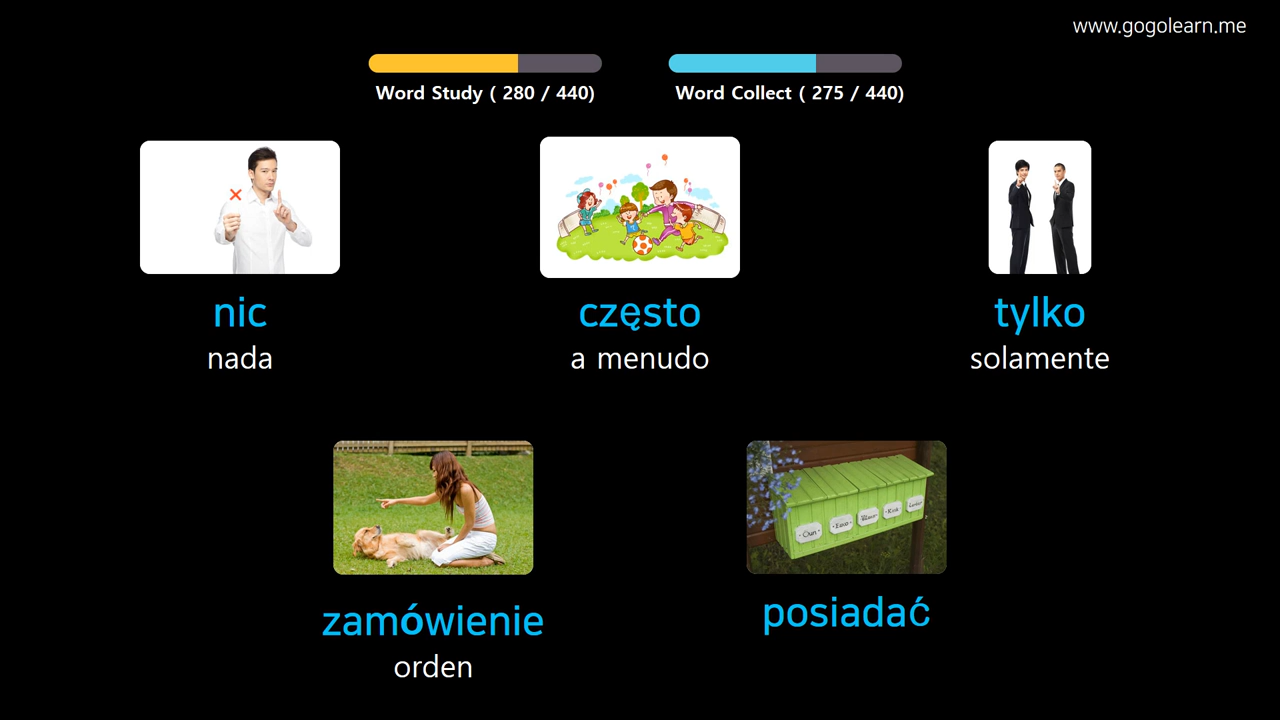 www.gogolearn.me
Word Study ( 280 / 440)
Word Collect ( 275 / 440)
nic
nada
często
a menudo
tylko
solamente
zamówienie
orden
posiadać